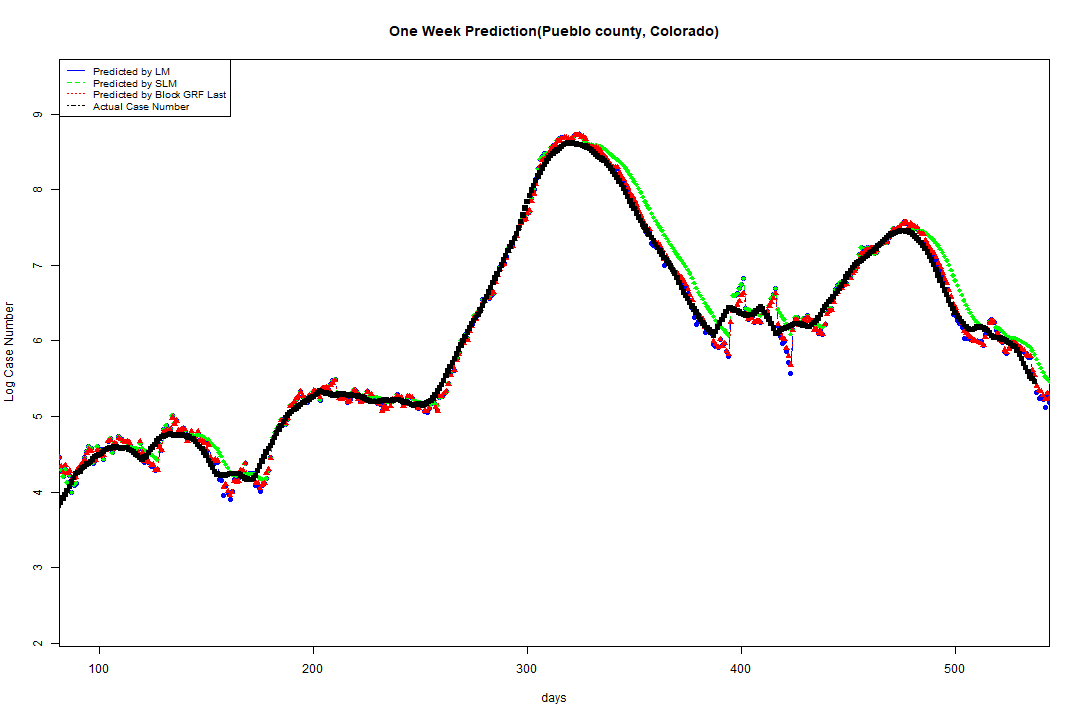 One Week Prediction(Pueblo county, Colorado)
Predicted by LM
Predicted by SLM
Predicted by Block GRF Last
Actual Case Number
Log Case Number
9
8
7
6
5
4
3
2
100 200 300 400 500
days